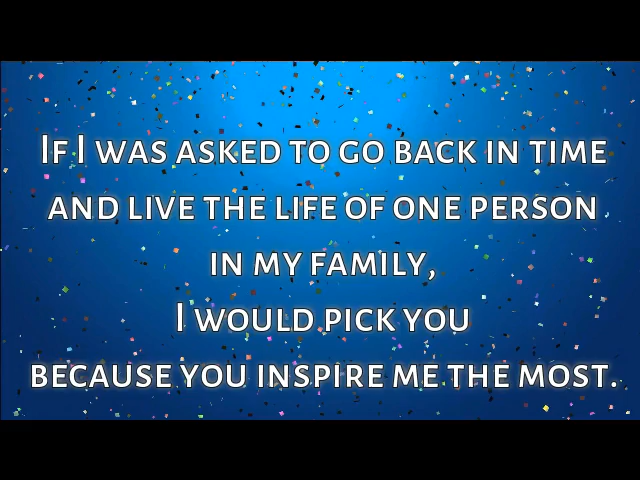 If I was asked to go back in time
and live the life of one person
in my family,
I would pick you
because you inspire me the most.